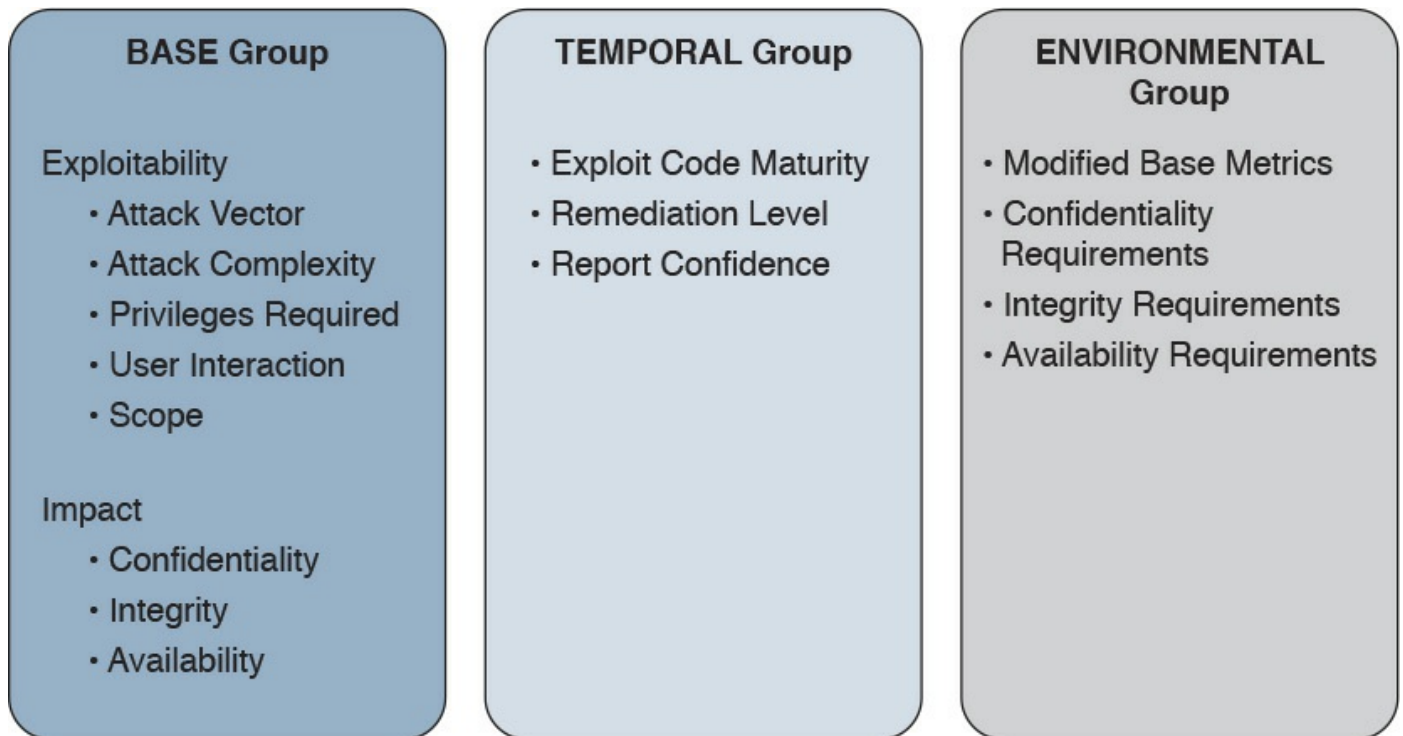 BASE Group
Exploitability
• Attack Vector
• Attack Complexity
• Privileges Required
• User Interaction
• Scope
Impact
• Confidentiality
• Integrity
• Availability
TEMPORAL Group
• Exploit Code Maturity
• Remediation Level
• Report Confidence
ENVIRONMENTAL
Group
• Modified Base Metrics
• Confidentiality
Requirements
• Integrity Requirements
• Availability Requirements